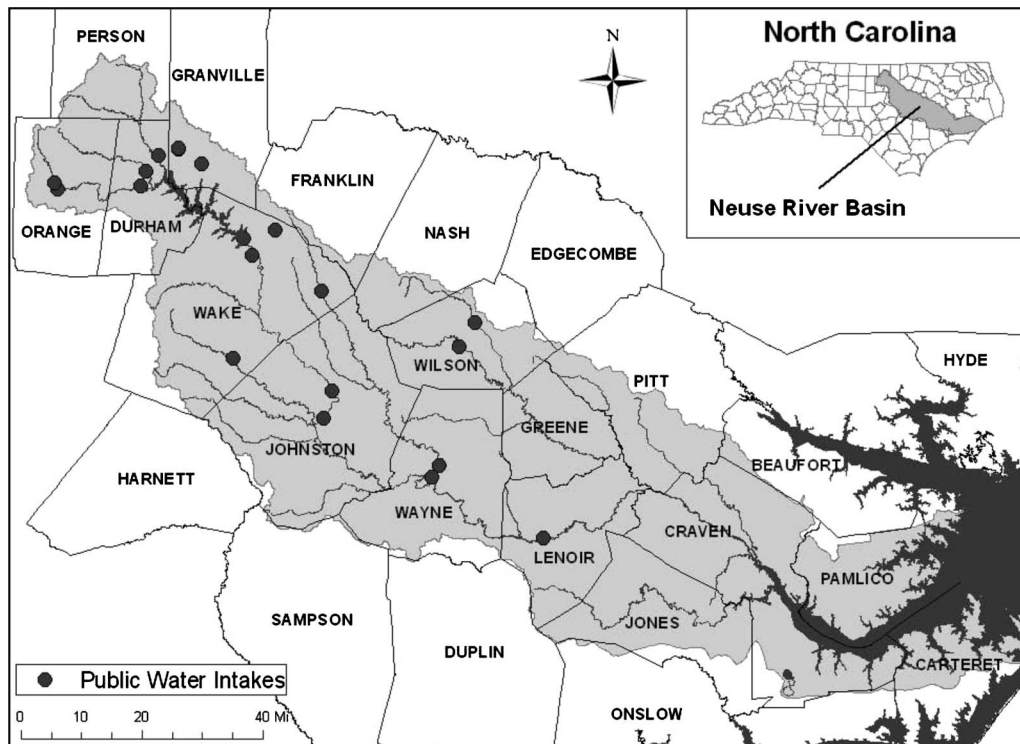 PERSON
GRANVILLE
N
North Carolina
Neuse River Basin
FRANKLIN
ORANGE
DURHAM
NASH
EDGECOMBE
WAKE
WILSON
PITT
HYDE
GREENE
JOHNSTON
HARNETT
BEAUFORT
WAYNE
CRAVEN
LENOIR
PAMLICO
SAMPSON
JONES
DUPLIN
CARTERET
ONSLOW
Public Water Intakes
0 10 20 40 Mi